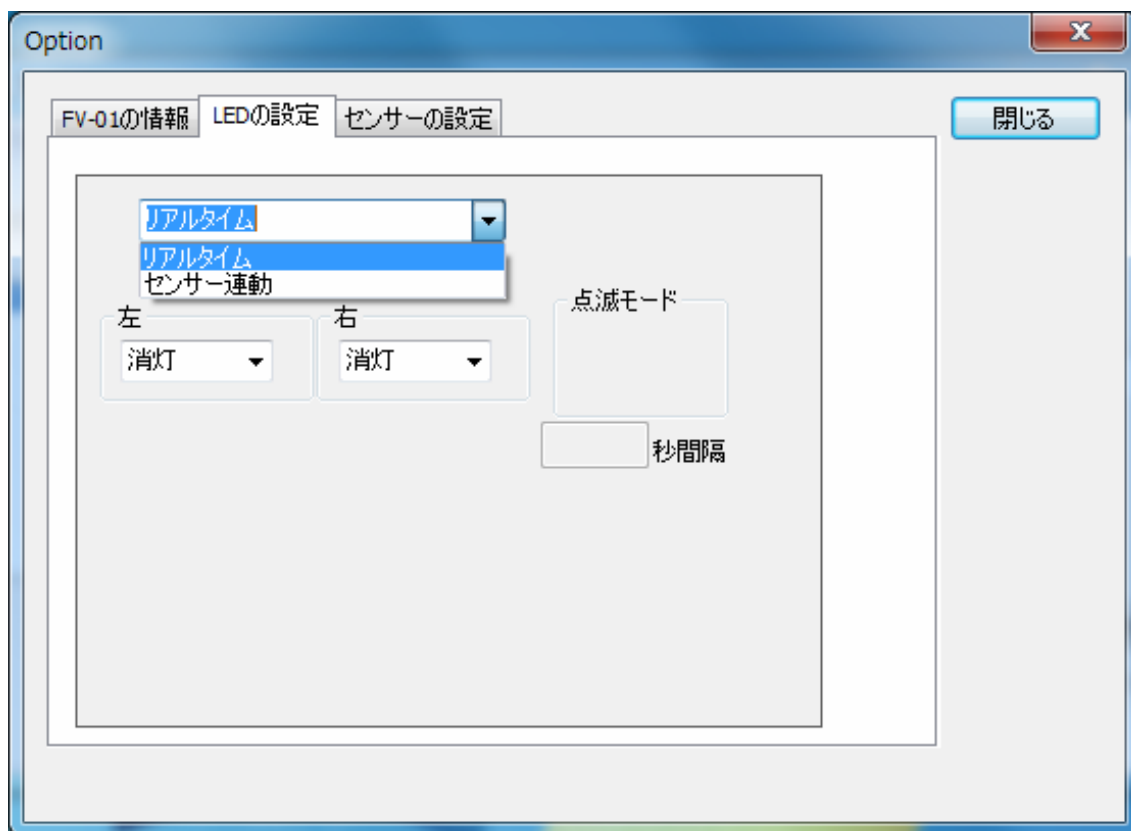 Option
FV-01の情報 LEDの設定 センサーの設定 閉じる
リアルタイム
リアルタイム
センサー連動
左 右 点滅モード
消灯 消灯
秒間隔